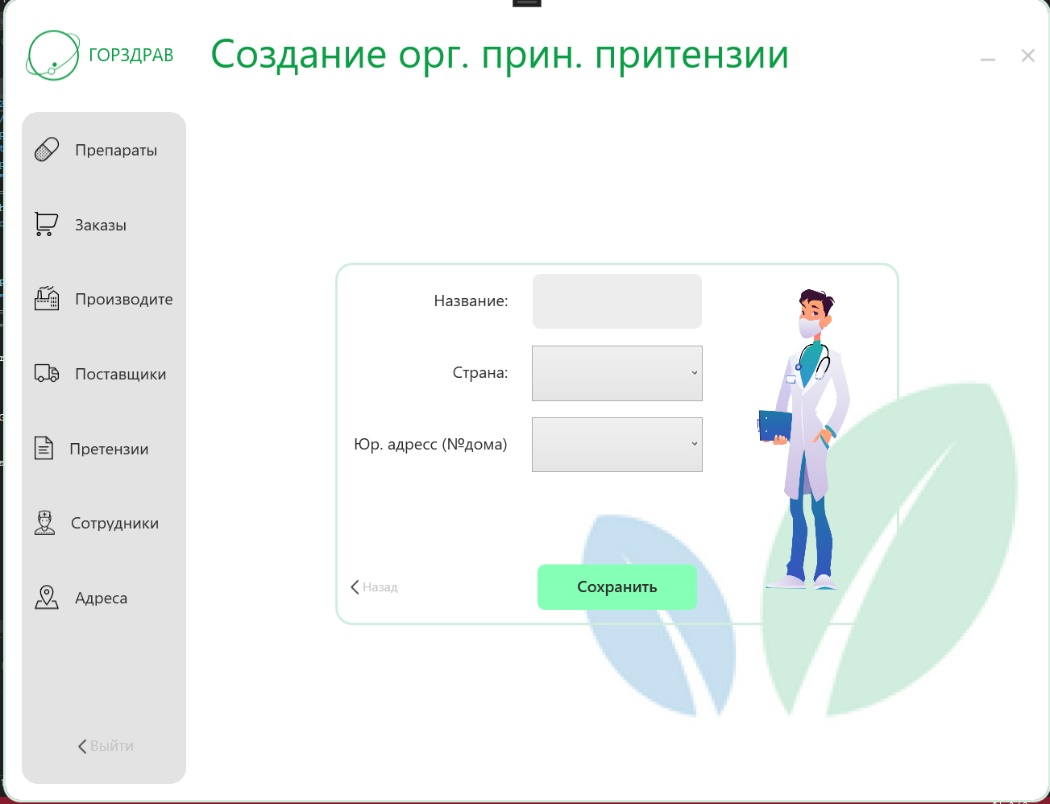 ГОРЗДРАВ
Создание орг. прин. притензии
Препараты
Заказы
Производите
Поставщики
Претензии
Сотрудники
Адреса
Выйти
Название:
Страна:
Юр. адресс (№дома)
Назад
Сохранить